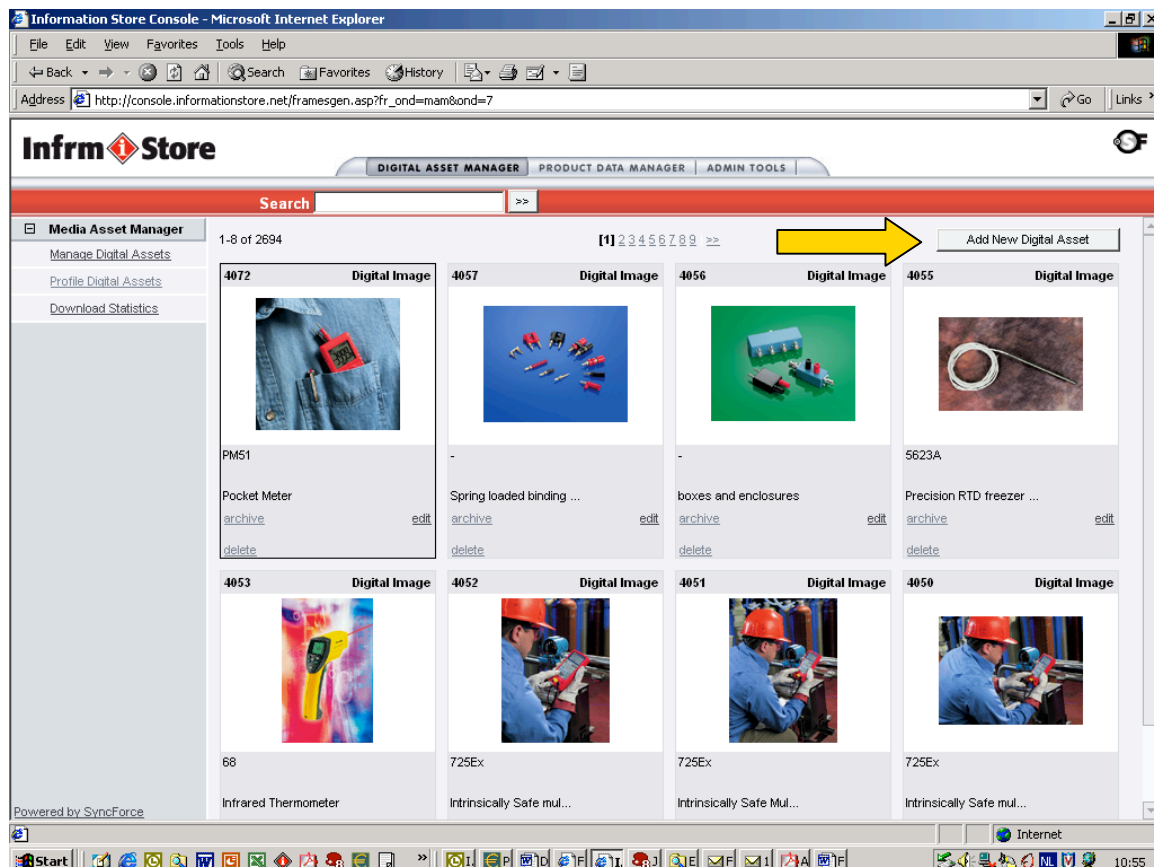 Information Store Console - Microsoft Internet Explorer
File Edit View Favorites Tools Help
Back Search Favorites History
Address http://console.informationstore.net/framesgen.asp?fr_ond=mam&ond=7 Go Links »
Infrm i Store
DIGITAL ASSET MANAGER PRODUCT DATA MANAGER ADMIN TOOLS
SF
Search >>
Media Asset Manager
Manage Digital Assets
Profile Digital Assets
Download Statistics
1-8 of 2694 [1] 2 3 4 5 6 7 8 9 >> Add New Digital Asset
4072 Digital Image 4057 Digital Image 4056 Digital Image 4055 Digital Image
PM51 - - 5623A
Pocket Meter Spring loaded binding ... boxes and enclosures Precision RTD freezer ...
archive edit archive edit archive edit archive edit
delete delete delete delete
4053 Digital Image 4052 Digital Image 4051 Digital Image 4050 Digital Image
68 725Ex 725Ex 725Ex
Infrared Thermometer Intrinsically Safe mul... Intrinsically Safe Mul... Intrinsically Safe mul...
Powered by SyncForce
Internet
Start » I. P D F I. J E F 1 A F NL 10:55